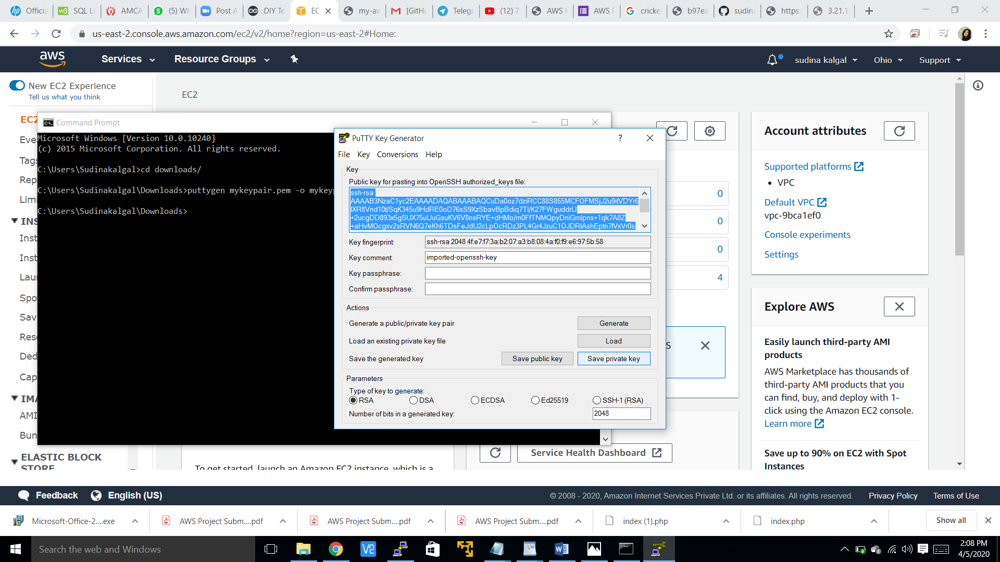 Officia
SQL LI
AMCA
(5) Wh
Post A
DIY Te
EC
my-aw
[GitHu
Telegr
(12) 7
AWS P
AWS P
cricke
b97ea
sudina
https:/
3.21.1
us-east-2.console.aws.amazon.com/ec2/v2/home?region=us-east-2#Home:
aws
Services
Resource Groups
sudina kalgal
Ohio
Support
New EC2 Experience
Tell us what you think
EC2
EC2
Eve
Tags
Rep
Limi
INS
Inst
Inst
Laun
Spo
Sav
Rese
Ded
Cap
IMA
AMI
Bun
ELASTIC BLOCK
STORE
Command Prompt
Microsoft Windows [Version 10.0.10240]
(c) 2015 Microsoft Corporation. All rights reserved.
C:\Users\Sudinakalgal>cd downloads/
C:\Users\Sudinakalgal\Downloads>puttygen mykeypair.pem -o mykeyp
C:\Users\Sudinakalgal\Downloads>
PuTTY Key Generator
?
File Key Conversions Help
Key
Public key for pasting into OpenSSH authorized_keys file:
ssh-rsa
AAAAB3NzaC1yc2EAAAADAQABAAABAQCuDa0oz7dziRCC88S855MCFOFMSjJ2u9itVDYr6
lXR8Vnd10t/SqK345u9HdRE0oD76sS9XzSbavBpBdiq7Tl/K27FWguddrU
+2ucgDD893x5gSUX75uUuGsuKV6V8nsRYE+dHMo/m0FfTNMQpyDniGmlpns+1qk7A8Z
+aHvMOcgxv2sRVN6Q7eKh6TDsFeJdU2cLpOcRDz3PL4Gr4JzuC1OJDRlAshEptn7fVxVr0s
Key fingerprint:
ssh-rsa 2048 4f:e7:f7:3a:b2:07:a3:b8:08:4a:f0:f9:e6:97:5b:58
Key comment:
imported-openssh-key
Key passphrase:
Confirm passphrase:
Actions
Generate a public/private key pair
Generate
Load an existing private key file
Load
Save the generated key
Save public key
Save private key
Parameters
Type of key to generate:
RSA
DSA
ECDSA
Ed25519
SSH-1 (RSA)
Number of bits in a generated key:
2048
0
0
0
4
S
Service Health Dashboard
To get started, launch an Amazon EC2 instance, which is a
Account attributes
Supported platforms
VPC
Default VPC
vpc-9bca1ef0
Console experiments
Settings
Explore AWS
Easily launch third-party AMI
products
AWS Marketplace has thousands of
third-party AMI products that you
can find, buy, and deploy with 1-
click using the Amazon EC2 console.
Learn more
Save up to 90% on EC2 with Spot
Instances
Feedback
English (US)
© 2008 - 2020, Amazon Internet Services Private Ltd. or its affiliates. All rights reserved.
Privacy Policy
Terms of Use
Microsoft-Office-2....exe
AWS Project Subm....pdf
AWS Project Subm....pdf
AWS Project Subm....pdf
index (1).php
index.php
Show all
Search the web and Windows
2:08 PM
4/5/2020